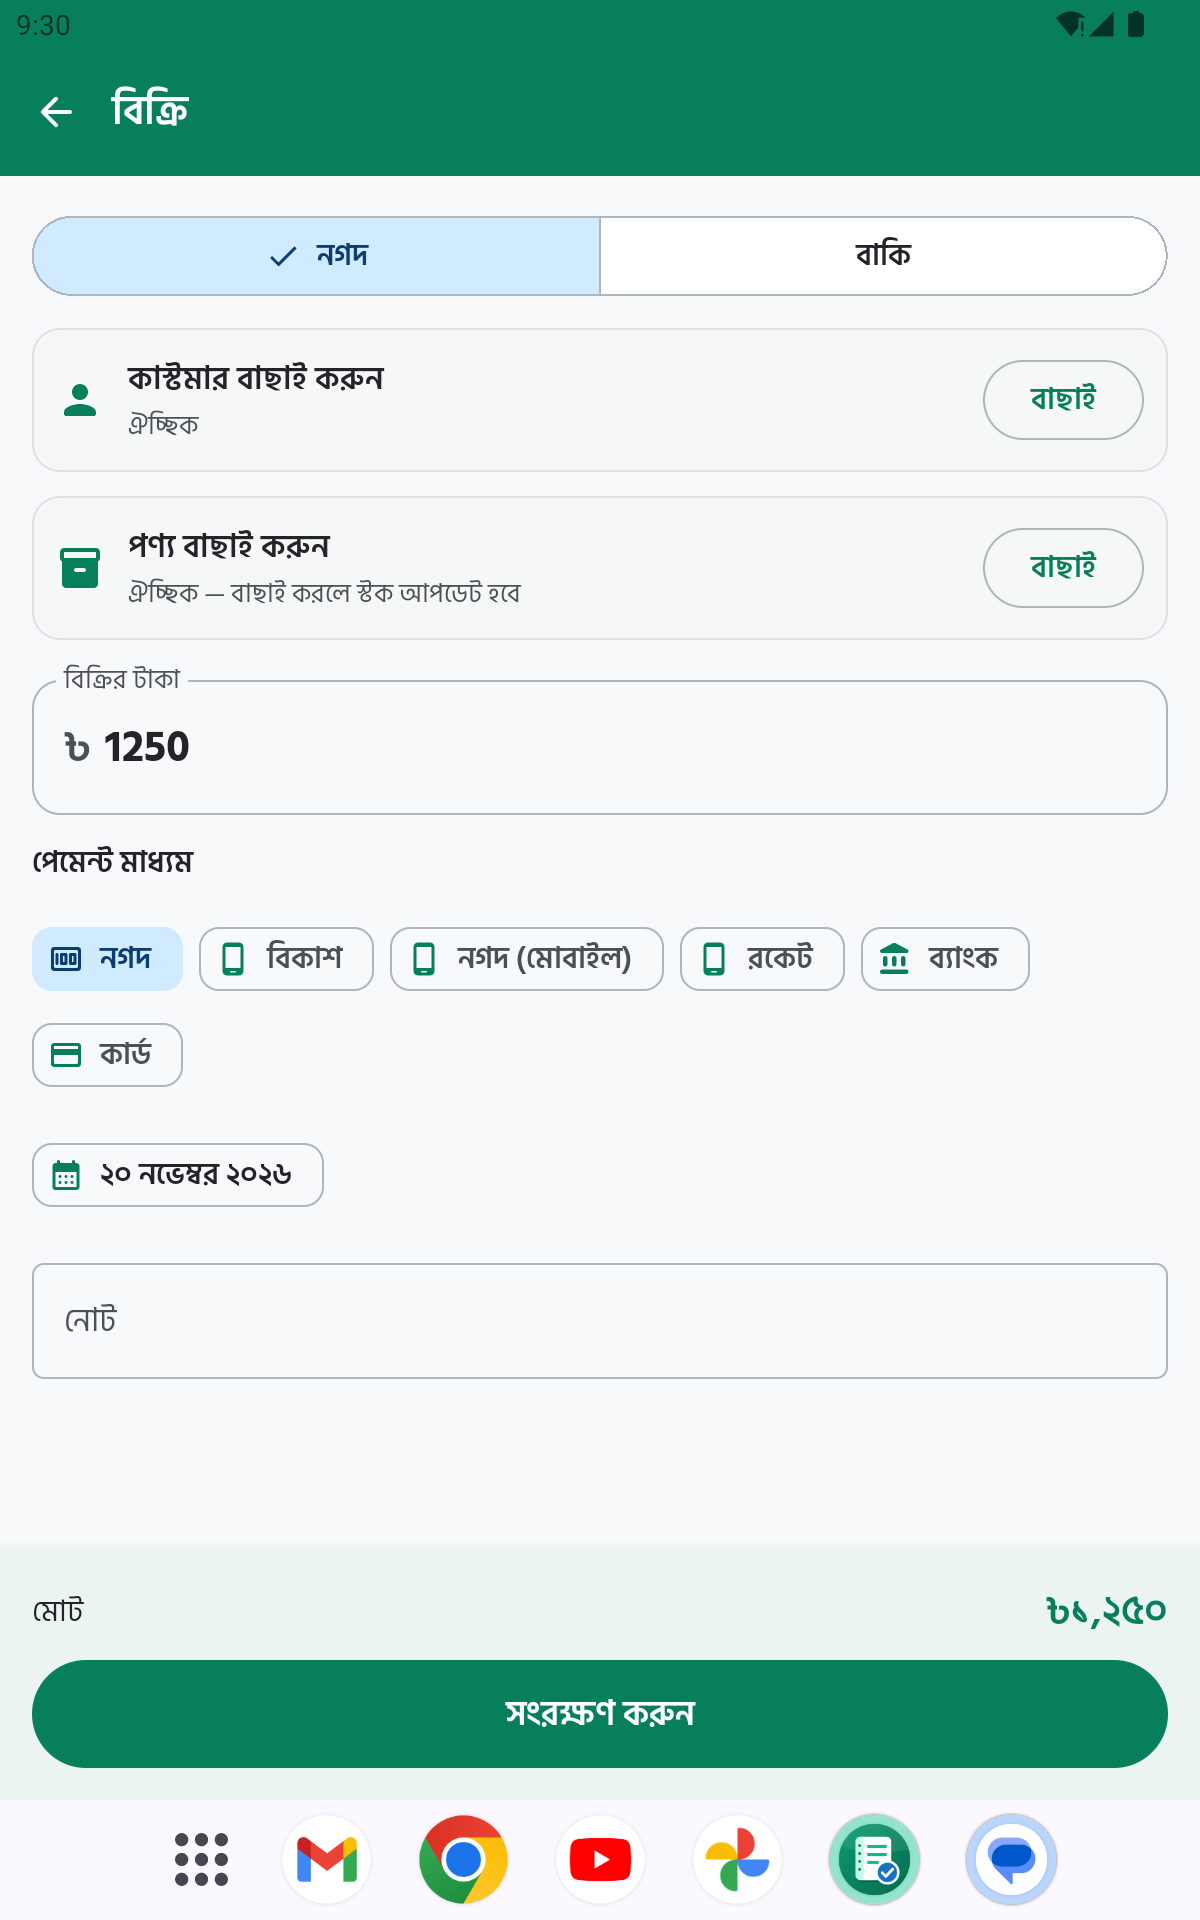 9:30
বিক্রি
নগদ
বাকি
কাস্টমার বাছাই করুন
ঐচ্ছিক
বাছাই
পণ্য বাছাই করুন
ঐচ্ছিক — বাছাই করলে স্টক আপডেট হবে
বাছাই
বিক্রির টাকা
৳ 1250
পেমেন্ট মাধ্যম
নগদ বিকাশ নগদ (মোবাইল) রকেট ব্যাংক
কার্ড
২০ নভেম্বর ২০২৬
নোট
মোট ৳১,২৫০
সংরক্ষণ করুন